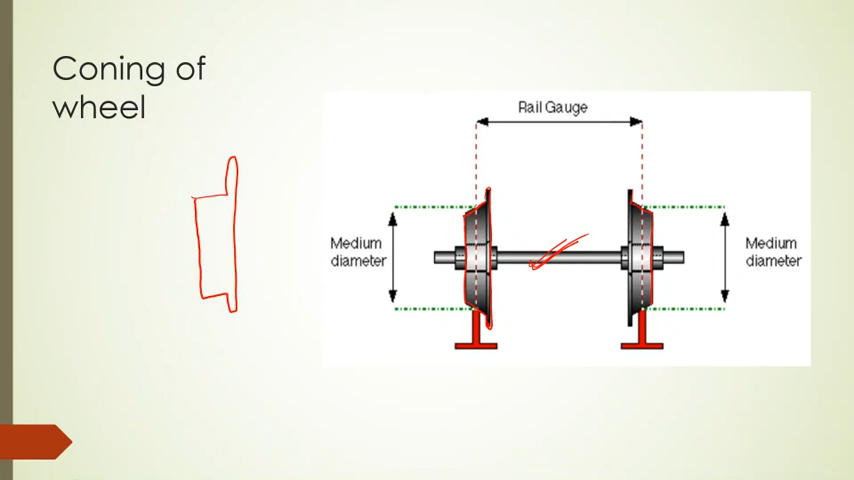 Coning of
wheel
Rail Gauge
Medium
diameter
Medium
diameter